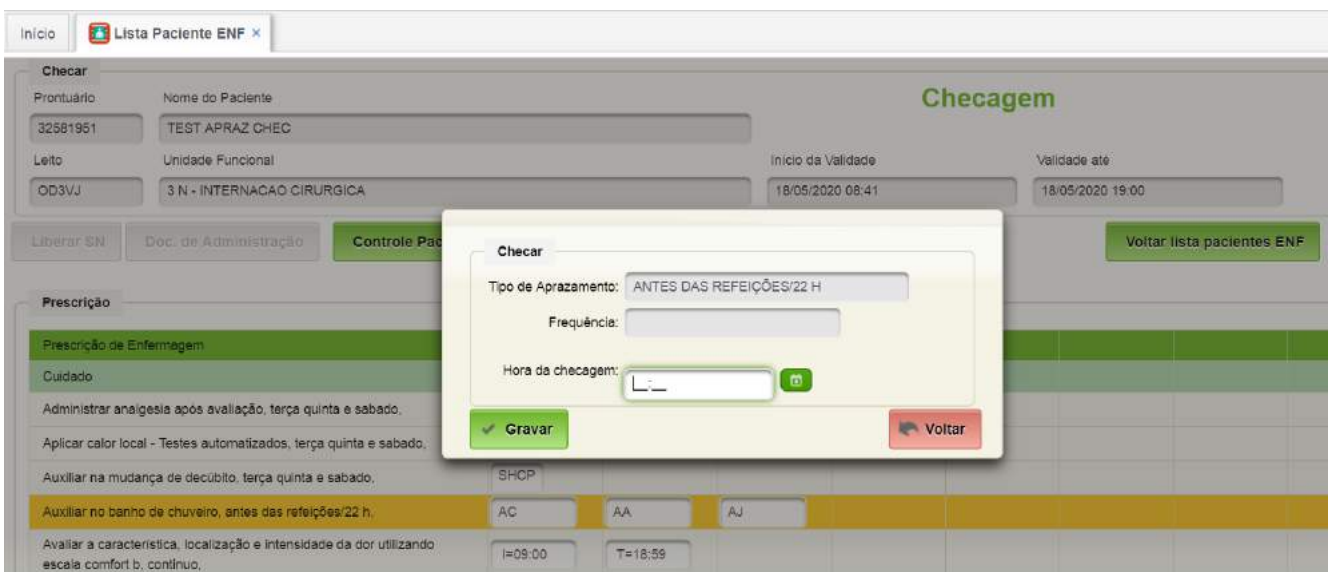 Início
Lista Paciente ENF ×
Checar
Prontuário
Nome do Paciente
Checagem
32581951
TEST APRAZ CHEC
Leito
Unidade Funcional
Início da Validade
Validade até
OD3VJ
3 N - INTERNACAO CIRURGICA
18/05/2020 08:41
18/05/2020 19:00
Liberar SN
Doc. de Administração
Controle Pac
Voltar lista pacientes ENF
Checar
Tipo de Aprazamento:
ANTES DAS REFEIÇÕES/22 H
Frequência:
Hora da checagem:
__:__
Gravar
Voltar
Prescrição
Prescrição de Enfermagem
Cuidado
Administrar analgesia após avaliação, terça quinta e sabado,
Aplicar calor local - Testes automatizados, terça quinta e sabado,
Auxiliar na mudança de decúbito, terça quinta e sabado,
SHCP
Auxiliar no banho de chuveiro, antes das refeições/22 h,
AC
AA
AJ
Avaliar a característica, localização e intensidade da dor utilizando
escala comfort b, contínuo,
I=09:00
T=18:59